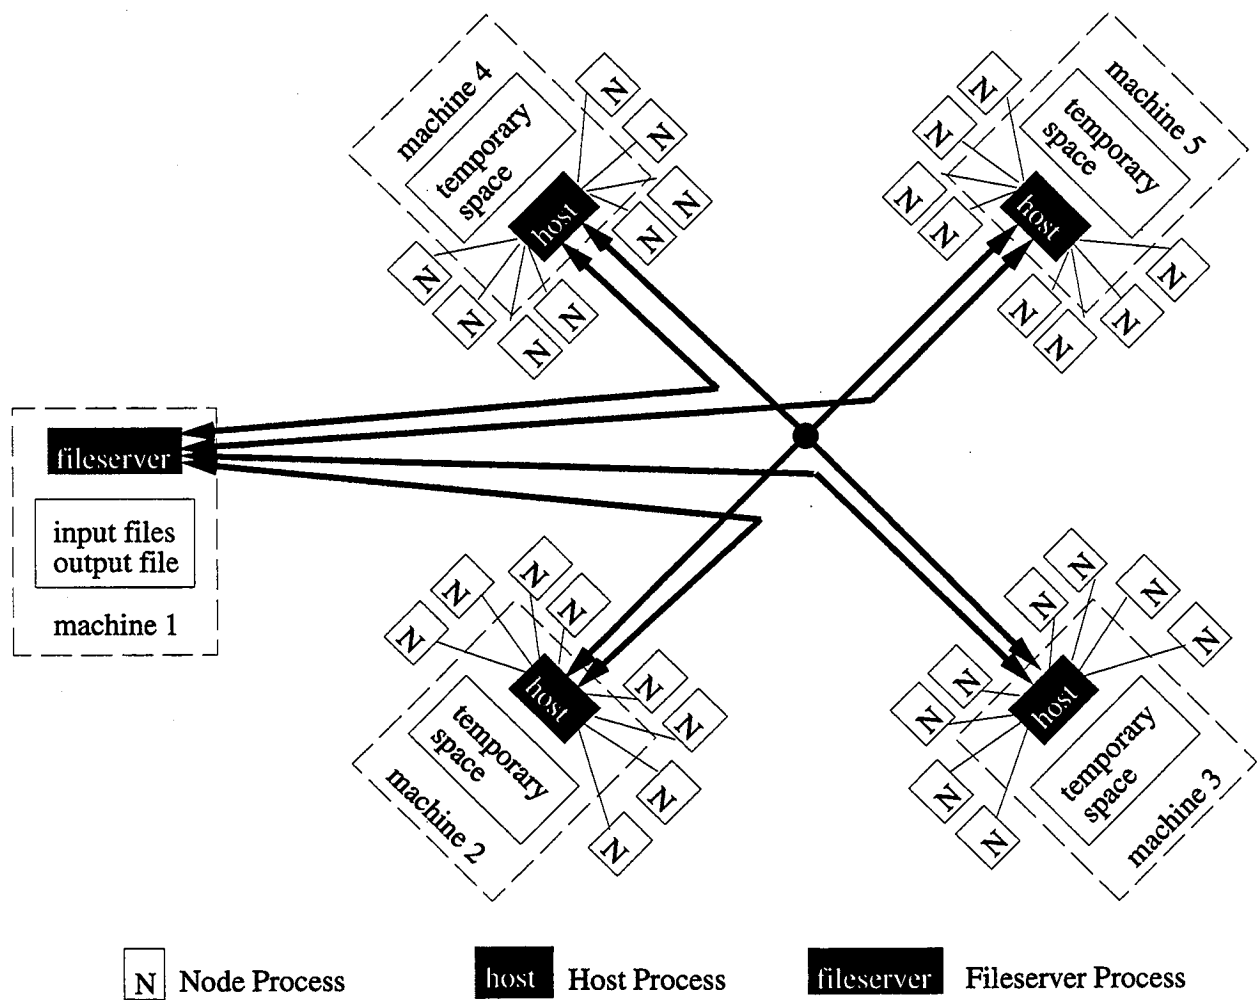 machine 4
temporary
space
host
N
N
N
N
N
N
N
N
machine 5
temporary
space
host
N
N
N
N
N
N
N
N
fileserver
input files
output file
machine 1
N
N
N
N
N
N
N
N
host
temporary
space
machine 2
N
N
N
N
N
N
N
N
host
temporary
space
machine 3
N Node Process
host Host Process
fileserver Fileserver Process